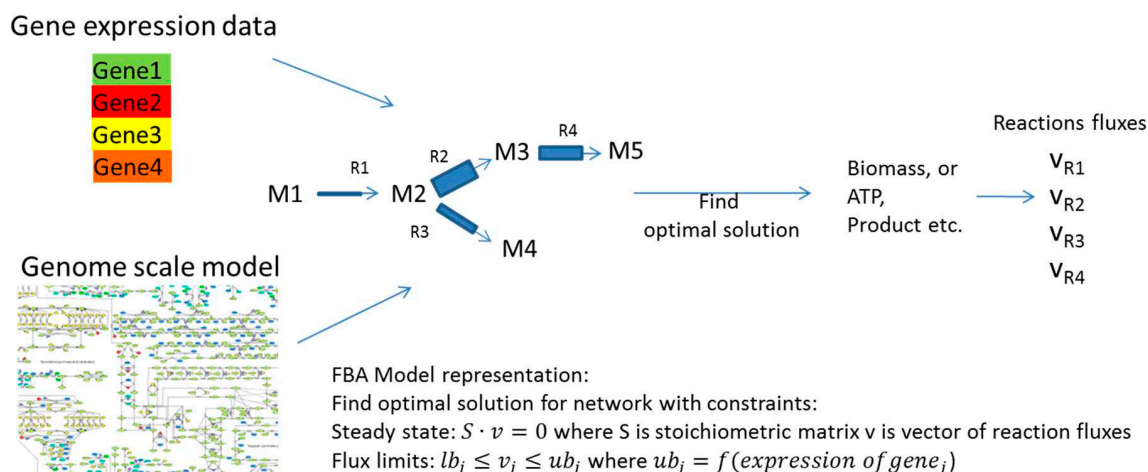 Gene expression data
Gene1
Gene2
Gene3
Gene4
M1
R1
M2
R2
M3
R4
M5
R3
M4
Find
optimal solution
Biomass, or
ATP,
Product etc.
Reactions fluxes
vR1
vR2
vR3
vR4
Genome scale model
FBA Model representation:
Find optimal solution for network with constraints:
Steady state: S · v = 0 where S is stoichiometric matrix v is vector of reaction fluxes
Flux limits: lbᵢ ≤ vᵢ ≤ ubᵢ where ubᵢ = f(expression of geneᵢ)